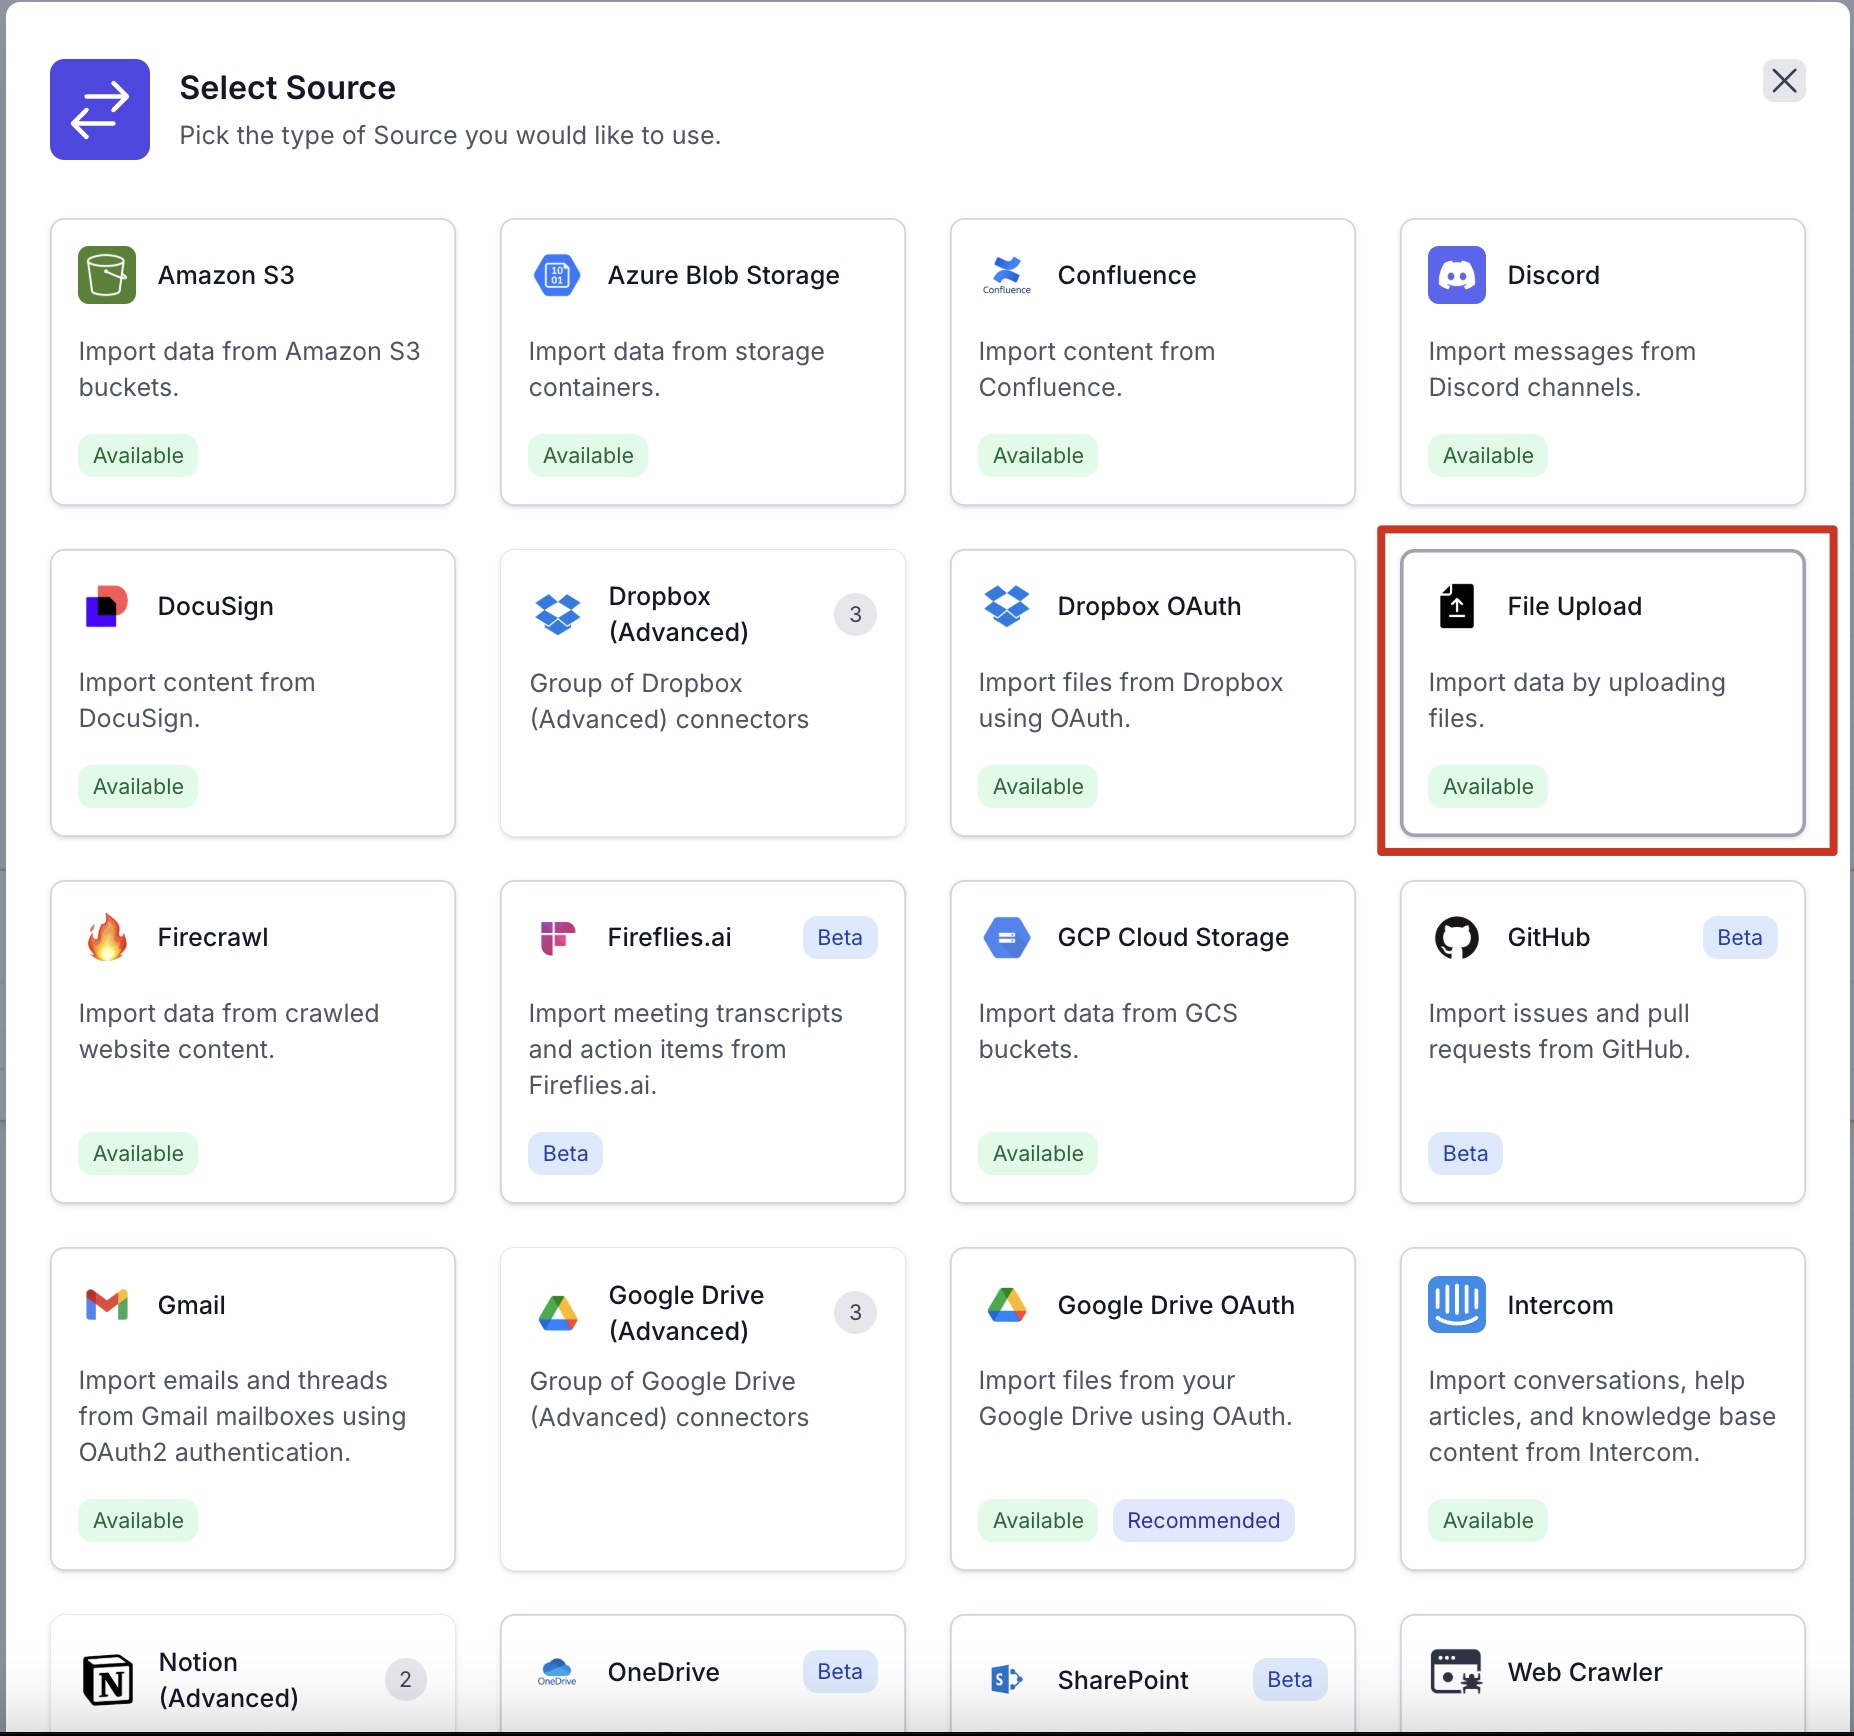 Select Source
Pick the type of Source you would like to use.
Amazon S3
Import data from Amazon S3
buckets.
Available
10
01
Azure Blob Storage
Import data from storage
containers.
Available
Confluence
Confluence
Import content from
Confluence.
Available
Discord
Import messages from
Discord channels.
Available
DocuSign
Import content from
DocuSign.
Available
Dropbox
(Advanced)
3
Group of Dropbox
(Advanced) connectors
Dropbox OAuth
Import files from Dropbox
using OAuth.
Available
File Upload
Import data by uploading
files.
Available
Firecrawl
Import data from crawled
website content.
Available
Fireflies.ai
Beta
Import meeting transcripts
and action items from
Fireflies.ai.
Beta
GCP Cloud Storage
Import data from GCS
buckets.
Available
GitHub
Beta
Import issues and pull
requests from GitHub.
Beta
Gmail
Import emails and threads
from Gmail mailboxes using
OAuth2 authentication.
Available
Google Drive
(Advanced)
3
Group of Google Drive
(Advanced) connectors
Google Drive OAuth
Import files from your
Google Drive using OAuth.
Available
Recommended
Intercom
Import conversations, help
articles, and knowledge base
content from Intercom.
Available
N
Notion
(Advanced)
2
OneDrive
OneDrive
Beta
S
SharePoint
Beta
Web Crawler